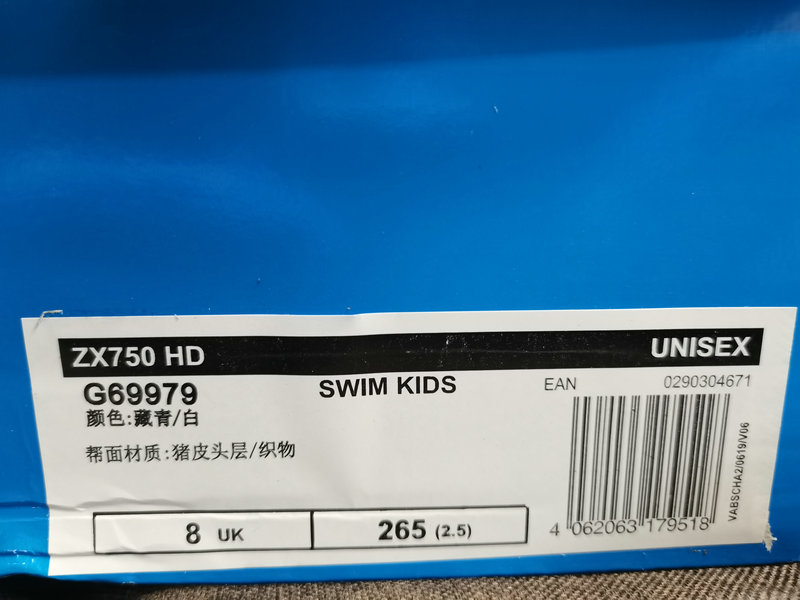 ZX750 HD
UNISEX
G69979
SWIM KIDS
EAN
0290304671
颜色:藏青/白
帮面材质:猪皮头层/织物
8 UK
265 (2.5)
4 062063 179518
VABSCHA2/0619/V06